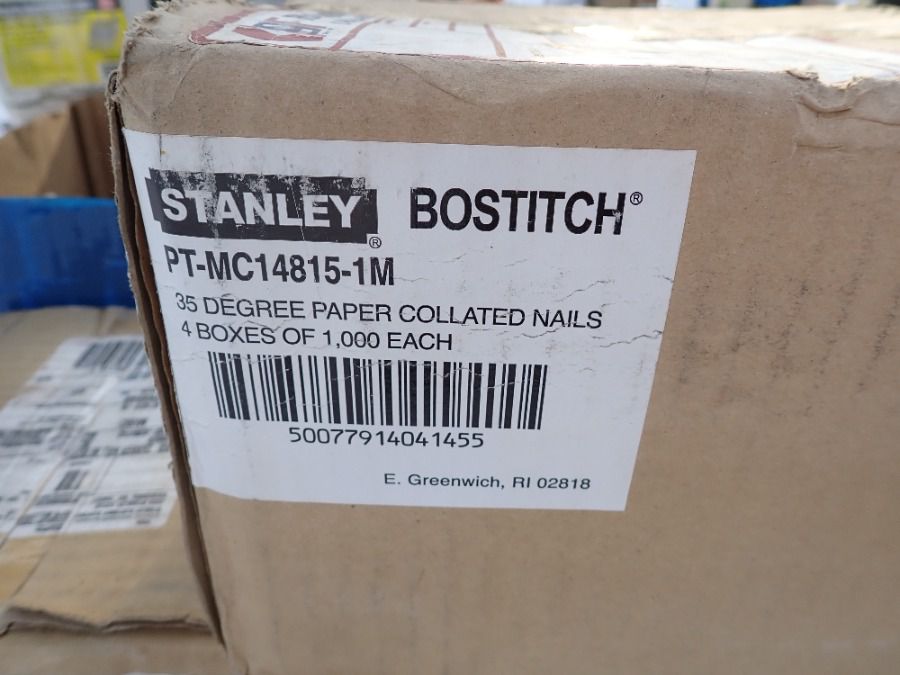 STANLEY® BOSTITCH®
PT-MC14815-1M
35 DEGREE PAPER COLLATED NAILS
4 BOXES OF 1,000 EACH
50077914041455
E. Greenwich, RI 02818